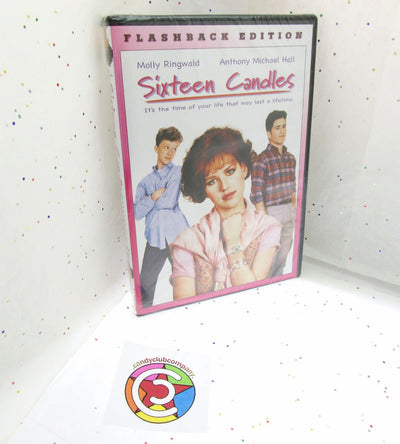 FLASHBACK EDITION
Molly Ringwald Anthony Michael Hall
Sixteen Candles
It's the time of your life that may last a lifetime.
candyclubcompany.